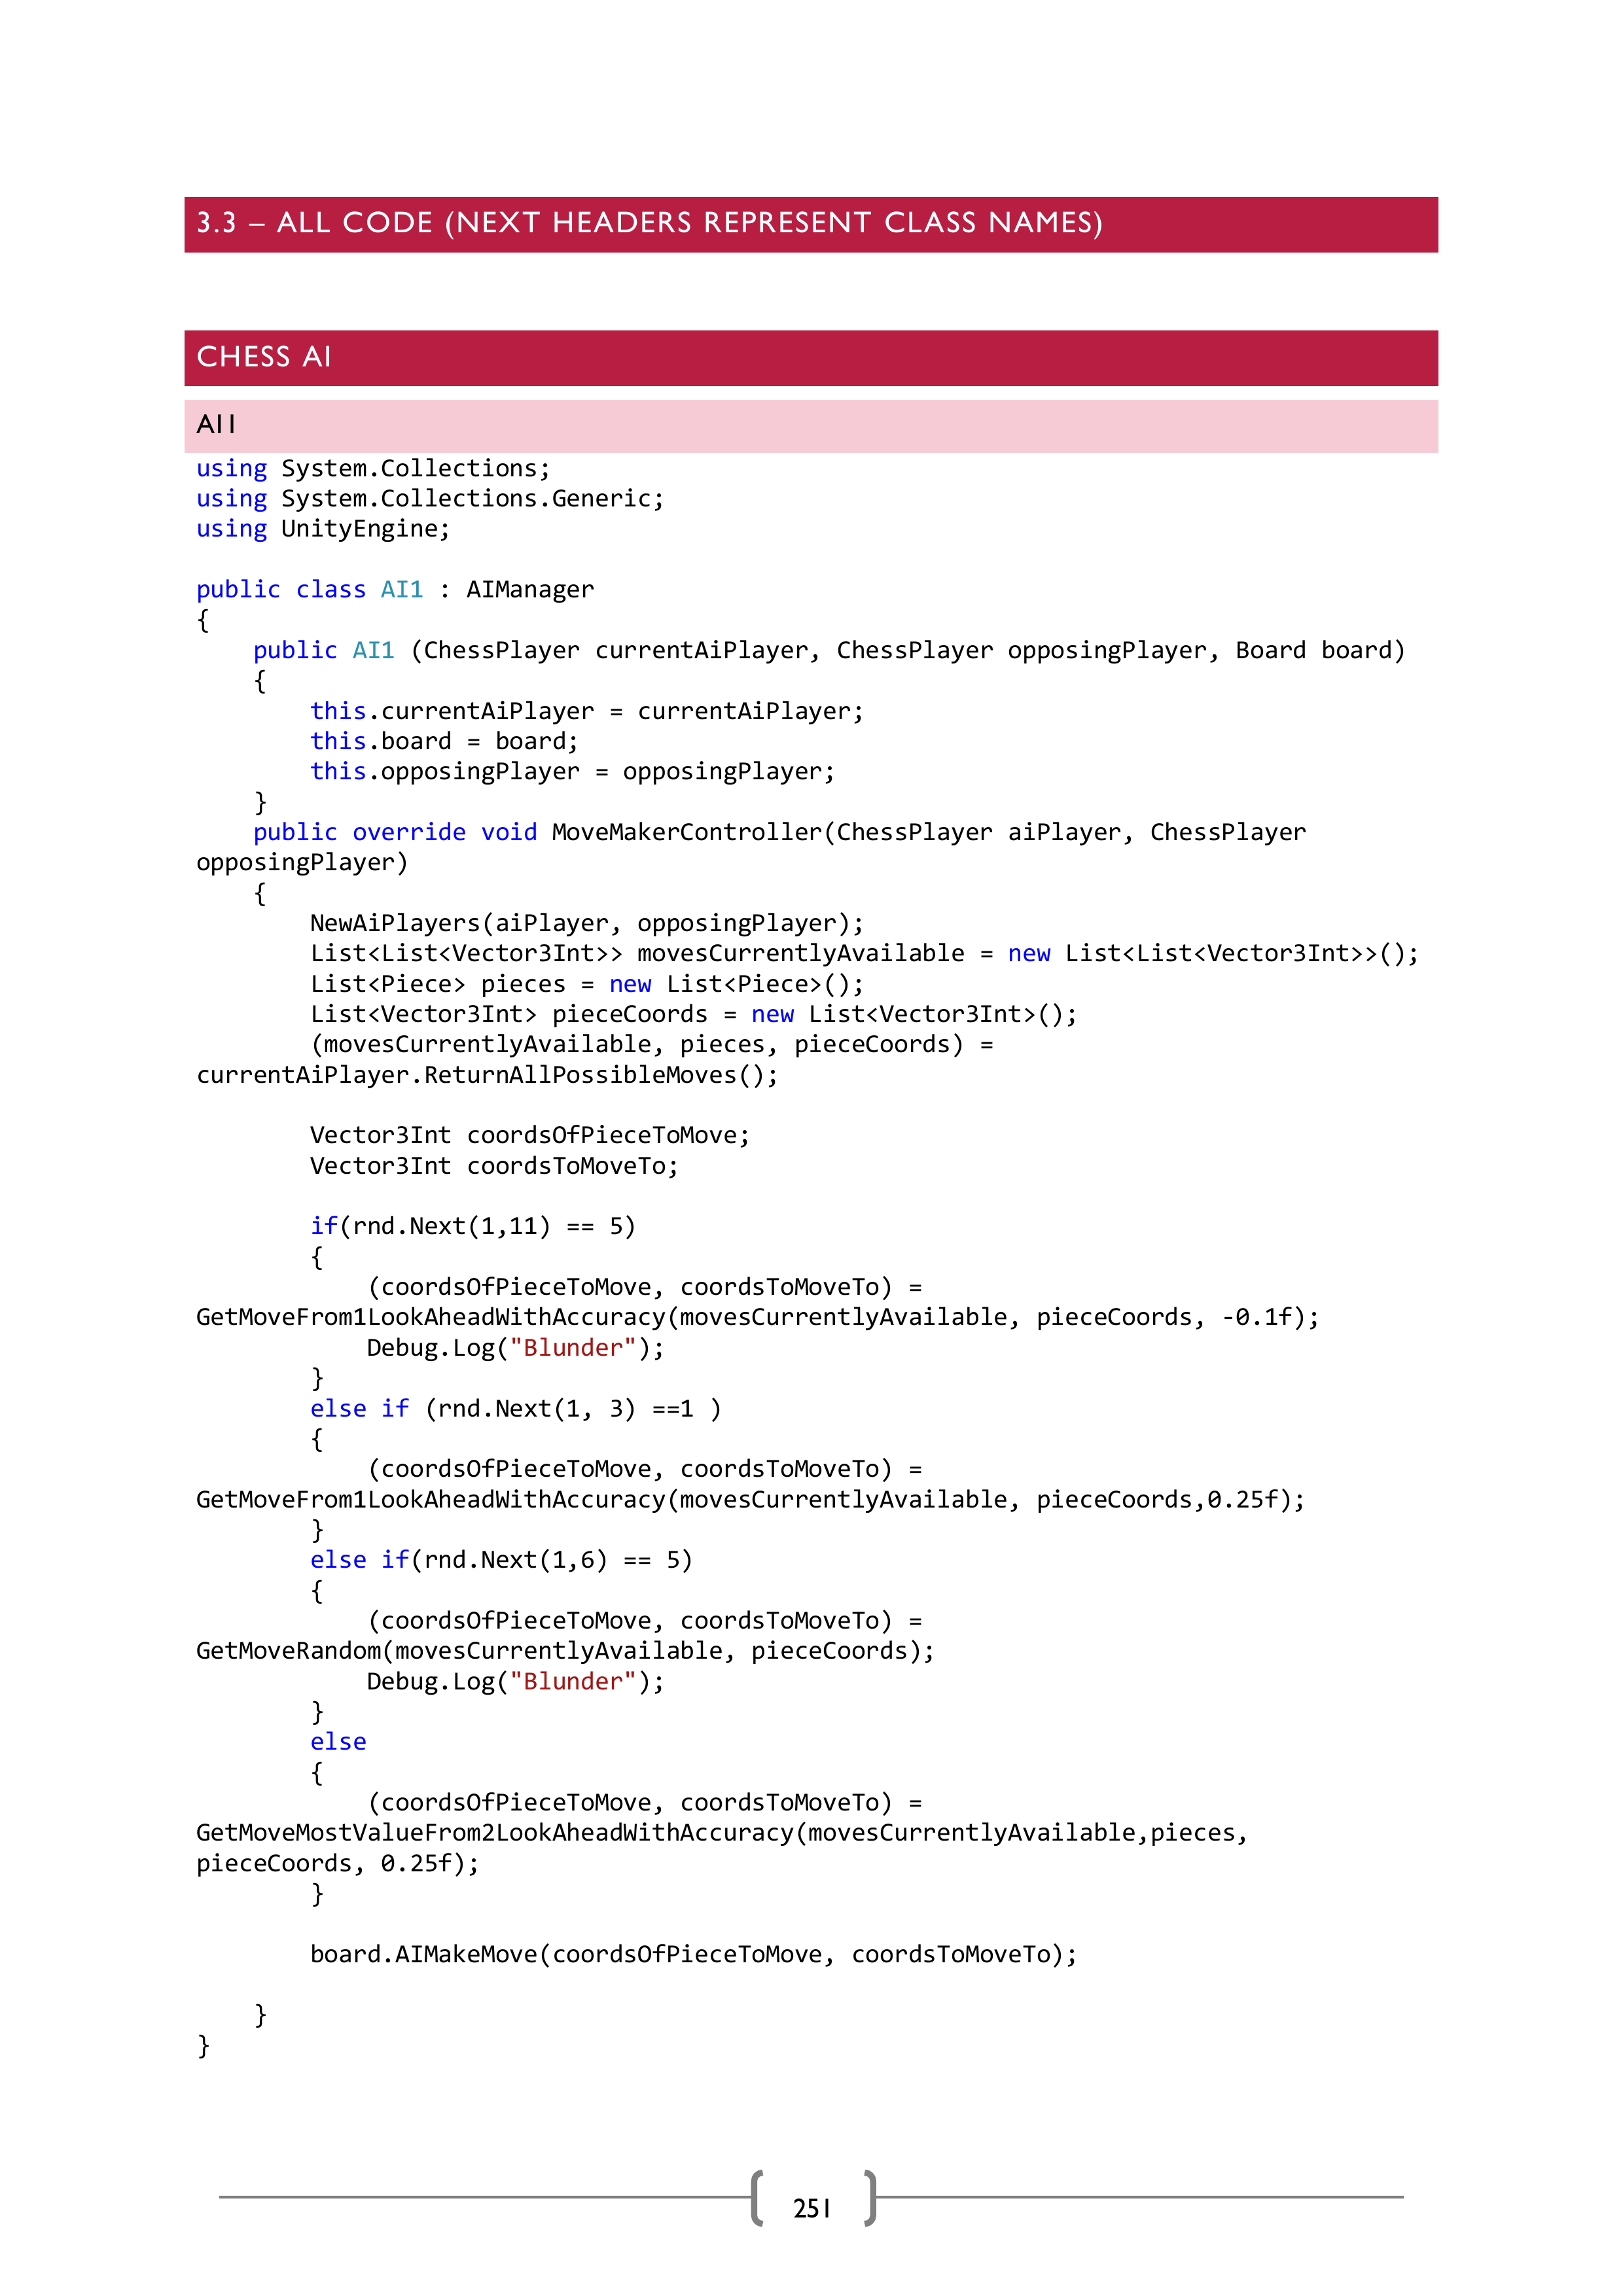 3.3 – ALL CODE (NEXT HEADERS REPRESENT CLASS NAMES)
CHESS AI
AI1
using System.Collections;
using System.Collections.Generic;
using UnityEngine;

public class AI1 : AIManager
{
    public AI1 (ChessPlayer currentAiPlayer, ChessPlayer opposingPlayer, Board board)
    {
        this.currentAiPlayer = currentAiPlayer;
        this.board = board;
        this.opposingPlayer = opposingPlayer;
    }
    public override void MoveMakerController(ChessPlayer aiPlayer, ChessPlayer
opposingPlayer)
    {
        NewAiPlayers(aiPlayer, opposingPlayer);
        List<List<Vector3Int>> movesCurrentlyAvailable = new List<List<Vector3Int>>();
        List<Piece> pieces = new List<Piece>();
        List<Vector3Int> pieceCoords = new List<Vector3Int>();
        (movesCurrentlyAvailable, pieces, pieceCoords) =
currentAiPlayer.ReturnAllPossibleMoves();

        Vector3Int coordsOfPieceToMove;
        Vector3Int coordsToMoveTo;

        if(rnd.Next(1,11) == 5)
        {
            (coordsOfPieceToMove, coordsToMoveTo) =
GetMoveFrom1LookAheadWithAccuracy(movesCurrentlyAvailable, pieceCoords, -0.1f);
            Debug.Log("Blunder");
        }
        else if (rnd.Next(1, 3) ==1 )
        {
            (coordsOfPieceToMove, coordsToMoveTo) =
GetMoveFrom1LookAheadWithAccuracy(movesCurrentlyAvailable, pieceCoords,0.25f);
        }
        else if(rnd.Next(1,6) == 5)
        {
            (coordsOfPieceToMove, coordsToMoveTo) =
GetMoveRandom(movesCurrentlyAvailable, pieceCoords);
            Debug.Log("Blunder");
        }
        else
        {
            (coordsOfPieceToMove, coordsToMoveTo) =
GetMoveMostValueFrom2LookAheadWithAccuracy(movesCurrentlyAvailable,pieces,
pieceCoords, 0.25f);
        }

        board.AIMakeMove(coordsOfPieceToMove, coordsToMoveTo);

    }
}
251